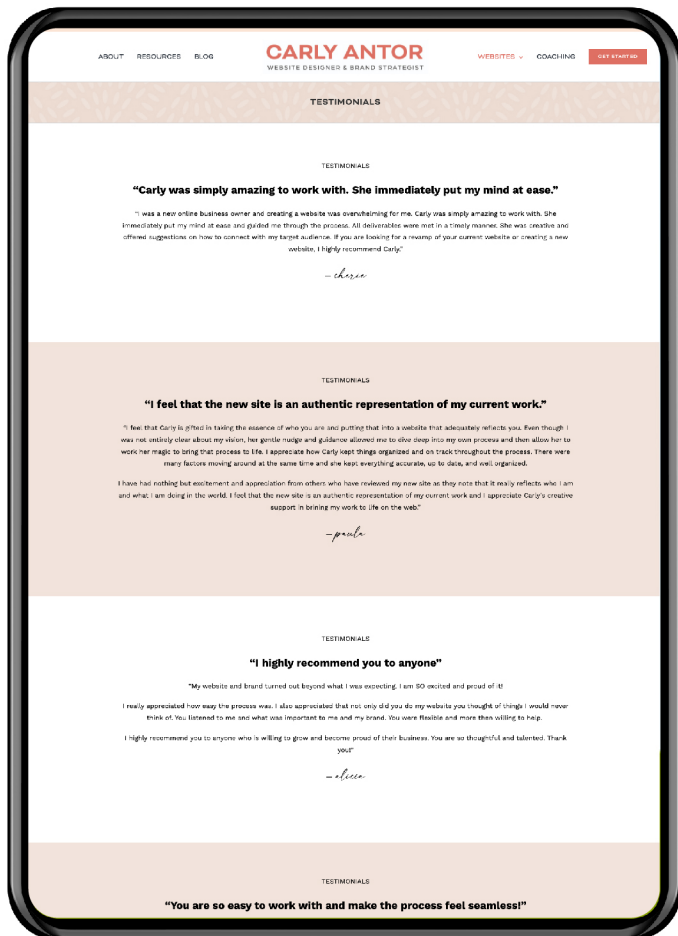 ABOUT RESOURCES BLOG CARLY ANTOR WEBSITES COACHING GET STARTED
WEBSITE DESIGNER & BRAND STRATEGIST
TESTIMONIALS
TESTIMONIALS
“Carly was simply amazing to work with. She immediately put my mind at ease.”
“I was a new online business owner and creating a website was overwhelming for me. Carly was simply amazing to work with. She
immediately put my mind at ease and guided me through the process. All deliverables were met in a timely manner. She was creative and
offered suggestions on how to connect with my target audience. If you are looking for a revamp of your current website or creating a new
website, I highly recommend Carly.”
– cherie
TESTIMONIALS
“I feel that the new site is an authentic representation of my current work.”
“I feel that Carly is gifted in taking the essence of who you are and putting that into a website that adequately reflects you. Even though I
was not entirely clear about my vision, her gentle nudge and guidance allowed me to dive deep into my own process and then allow her to
work her magic to bring that process to life. I appreciate how Carly kept things organized and on track throughout the process. There were
many factors moving around at the same time and she kept everything accurate, up to date, and well organized.
I have had nothing but excitement and appreciation from others who have reviewed my new site as they note that it really reflects who I am
and what I am doing in the world. I feel that the new site is an authentic representation of my current work and I appreciate Carly’s creative
support in brining my work to life on the web.”
– paula
TESTIMONIALS
“I highly recommend you to anyone”
“My website and brand turned out beyond what I was expecting. I am SO excited and proud of it!
I really appreciated how easy the process was. I also appreciated that not only did you do my website you thought of things I would never
think of. You listened to me and what was important to me and my brand. You were flexible and more then willing to help.
I highly recommend you to anyone who is willing to grow and become proud of their business. You are so thoughtful and talented. Thank
you!”
– alicia
TESTIMONIALS
“You are so easy to work with and make the process feel seamless!”